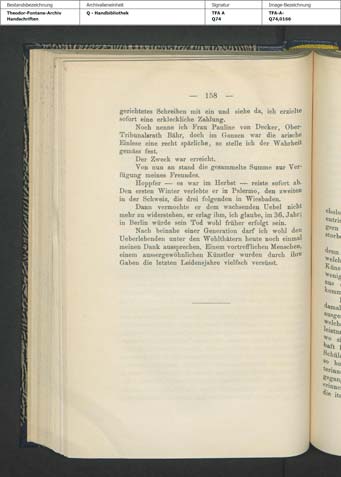 Bestandsbezeichnung
Archivalieneinheit
Signatur
Image-Bezeichnung
Theodor-Fontane-Archiv
Handschriften
Q - Handbibliothek
TFA A
Q74
TFA-A-
Q74,0166
— 158 —
gerichtetes Schreiben mit ein und siehe da, ich erzielte
sofort eine erkleckliche Zahlung.
Noch nenne ich Frau Pauline von Decker, Ober-
Tribunalsrath Bähr, doch im Ganzen war die arische
Einlese eine recht spärliche, so stelle ich der Wahrheit
gemäss fest.
Der Zweck war erreicht.
Von nun an stand die gesammelte Summe zur Ver-
fügung meines Freundes.
Hoppfer — es war im Herbst — reiste sofort ab.
Den ersten Winter verlebte er in Palermo, den zweiten
in der Schweiz, die drei folgenden in Wiesbaden.
Dann vermochte er dem wachsenden Uebel nicht
mehr zu widerstehen, er erlag ihm, ich glaube, im 36. Jahr;
in Berlin würde sein Tod wohl früher erfolgt sein.
Nach beinahe einer Generation darf ich wohl den
Ueberlebenden unter den Wohlthätern heute noch einmal
meinen Dank aussprechen. Einem vortrefflichen Menschen,
einem aussergewöhnlichen Künstler wurden durch ihre
Gaben die letzten Leidensjahre vielfach versüsst.